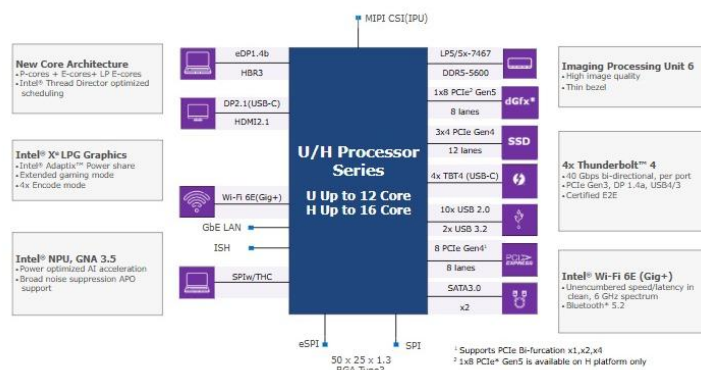 MIPI CSI(IPU)
New Core Architecture
• P-cores + E-cores+ LP E-cores
• Intel® Thread Director optimized
scheduling
Intel® Xᵉ LPG Graphics
• Intel® Adaptix™ Power share
• Extended gaming mode
• 4x Encode mode
Intel® NPU, GNA 3.5
• Power optimized AI acceleration
• Broad noise suppression APO
support
eDP1.4b
HBR3
DP2.1(USB-C)
HDMI2.1
Wi-Fi 6E(Gig+)
GbE LAN
ISH
SPIw/THC
U/H Processor
Series
U Up to 12 Core
H Up to 16 Core
LP5/5x-7467
DDR5-5600
1x8 PCIe² Gen5
8 lanes
dGfx*
3x4 PCIe Gen4
12 lanes
SSD
4x TBT4 (USB-C)
10x USB 2.0
2x USB 3.2
8 PCIe Gen4¹
8 lanes
PCI EXPRESS
SATA3.0
x2
Imaging Processing Unit 6
• High image quality
• Thin bezel
4x Thunderbolt™ 4
• 40 Gbps bi-directional, per port
• PCIe Gen3, DP 1.4a, USB4/3
• Certified E2E
Intel® Wi-Fi 6E (Gig+)
• Unencumbered speed/latency in
clean, 6 GHz spectrum
• Bluetooth* 5.2
eSPI
SPI
50 x 25 x 1.3
BGA Type3
¹ Supports PCIe Bi-furcation x1,x2,x4
² 1x8 PCIe* Gen5 is available on H platform only